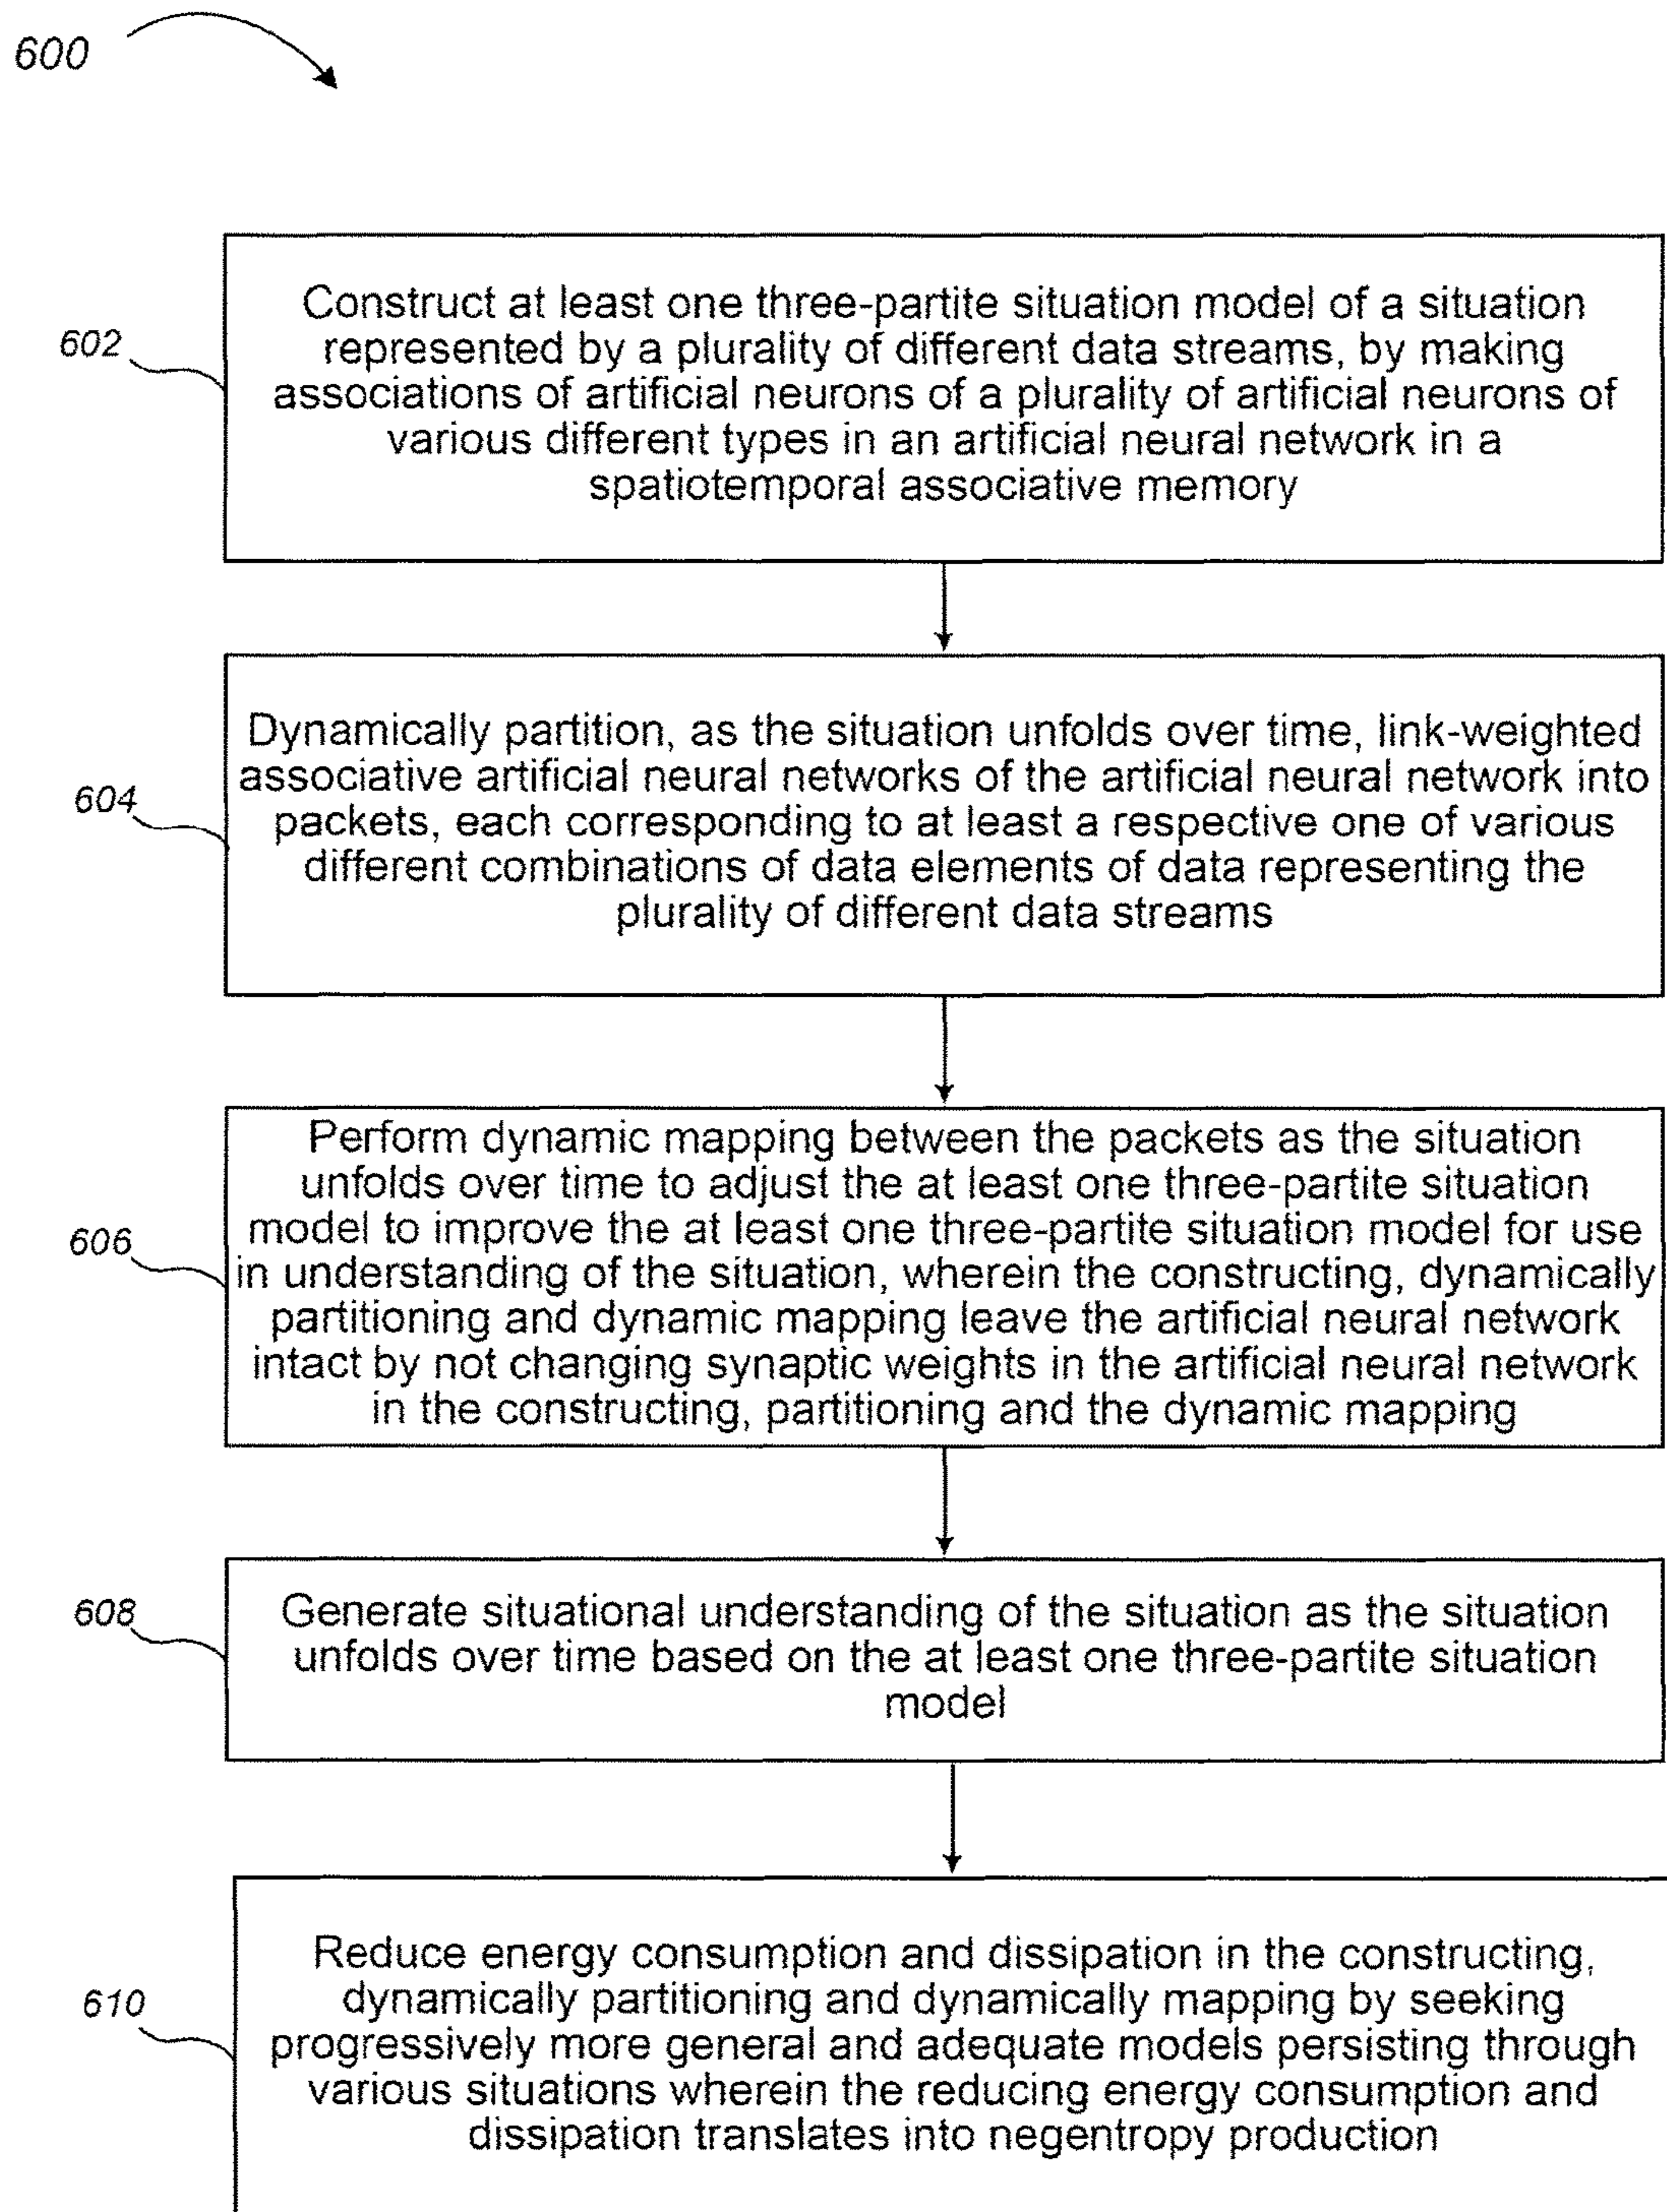 600
602
Construct at least one three-partite situation model of a situation
represented by a plurality of different data streams, by making
associations of artificial neurons of a plurality of artificial neurons of
various different types in an artificial neural network in a
spatiotemporal associative memory
604
Dynamically partition, as the situation unfolds over time, link-weighted
associative artificial neural networks of the artificial neural network into
packets, each corresponding to at least a respective one of various
different combinations of data elements of data representing the
plurality of different data streams
606
Perform dynamic mapping between the packets as the situation
unfolds over time to adjust the at least one three-partite situation
model to improve the at least one three-partite situation model for use
in understanding of the situation, wherein the constructing, dynamically
partitioning and dynamic mapping leave the artificial neural network
intact by not changing synaptic weights in the artificial neural network
in the constructing, partitioning and the dynamic mapping
608
Generate situational understanding of the situation as the situation
unfolds over time based on the at least one three-partite situation
model
610
Reduce energy consumption and dissipation in the constructing,
dynamically partitioning and dynamically mapping by seeking
progressively more general and adequate models persisting through
various situations wherein the reducing energy consumption and
dissipation translates into negentropy production